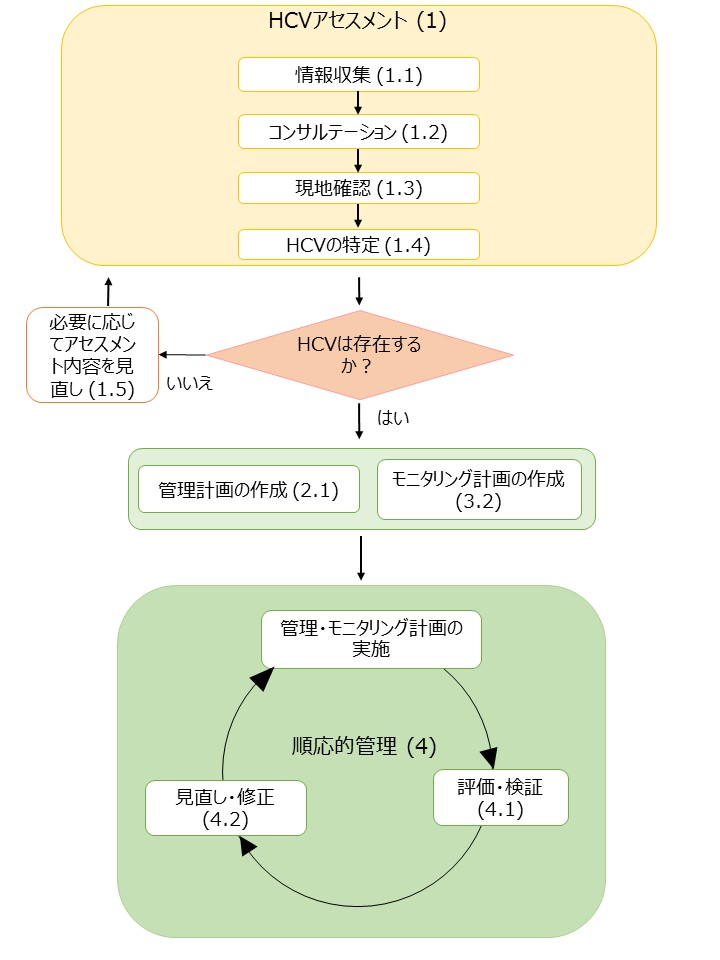 HCVアセスメント (1)
情報収集 (1.1)
コンサルテーション (1.2)
現地確認 (1.3)
HCVの特定 (1.4)
必要に応じ
てアセスメン
ト内容を見
直し (1.5)
いいえ
HCVは存在する
か？
はい
管理計画の作成 (2.1)
モニタリング計画の作成
(3.2)
管理・モニタリング計画の
実施
順応的管理 (4)
見直し・修正
(4.2)
評価・検証
(4.1)